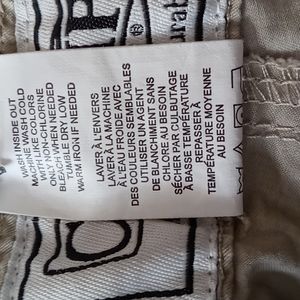 WASH INSIDE OUT
MACHINE WASH COLD
WITH LIKE COLORS
ONLY NON-CHLORINE
BLEACH WHEN NEEDED
TUMBLE DRY LOW
WARM IRON IF NEEDED
LAVER À L'ENVERS
LAVER À LA MACHINE
À L'EAU FROIDE AVEC
DES COULEURS SEMBLABLES
UTILISER AGENT
DE BLANCHIMENT SANS
CHLORE AU BESOIN
SÉCHER PAR CULBUTAGE
À BASSE TEMPÉRATURE
REPASSER À
TEMPÉRATURE MOYENNE
AU BESOIN